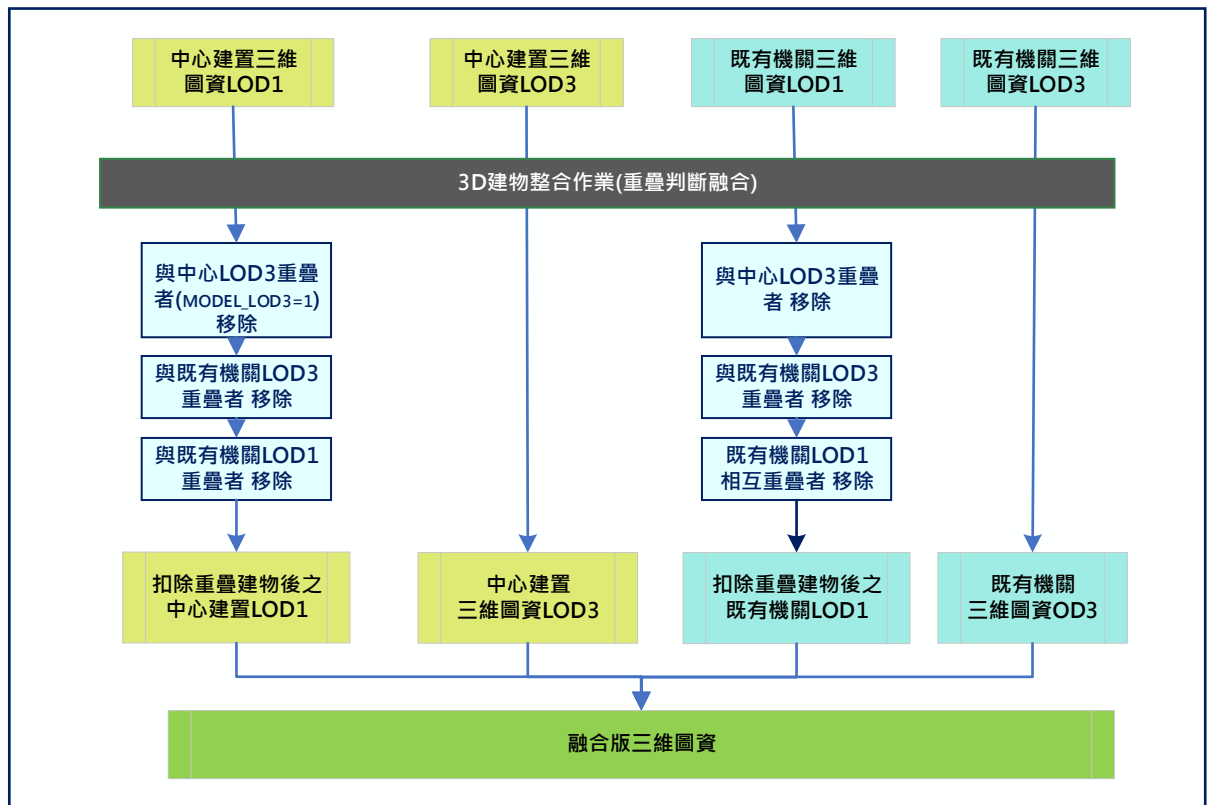 中心建置三維
圖資LOD1
中心建置三維
圖資LOD3
既有機關三維
圖資LOD1
既有機關三維
圖資LOD3
3D建物整合作業(重疊判斷融合)
與中心LOD3重疊
者(MODEL_LOD3=1)
移除
與既有機關LOD3
重疊者 移除
與既有機關LOD1
重疊者 移除
與中心LOD3重疊
者 移除
與既有機關LOD3
重疊者 移除
既有機關LOD1
相互重疊者 移除
扣除重疊建物後之
中心建置LOD1
中心建置
三維圖資LOD3
扣除重疊建物後之
既有機關LOD1
既有機關
三維圖資OD3
融合版三維圖資